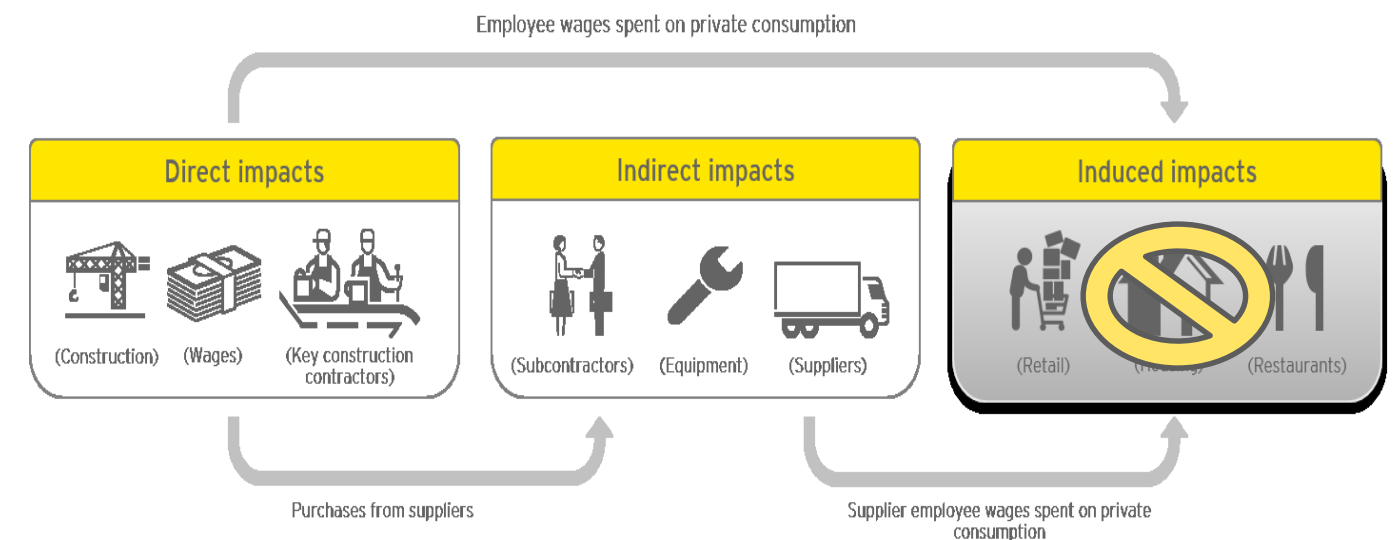 Employee wages spent on private consumption
Direct impacts
Indirect impacts
Induced impacts
(Construction)
(Wages)
(Key construction
contractors)
(Subcontractors)
(Equipment)
(Suppliers)
(Retail)
(Restaurants)
Purchases from suppliers
Supplier employee wages spent on private
consumption